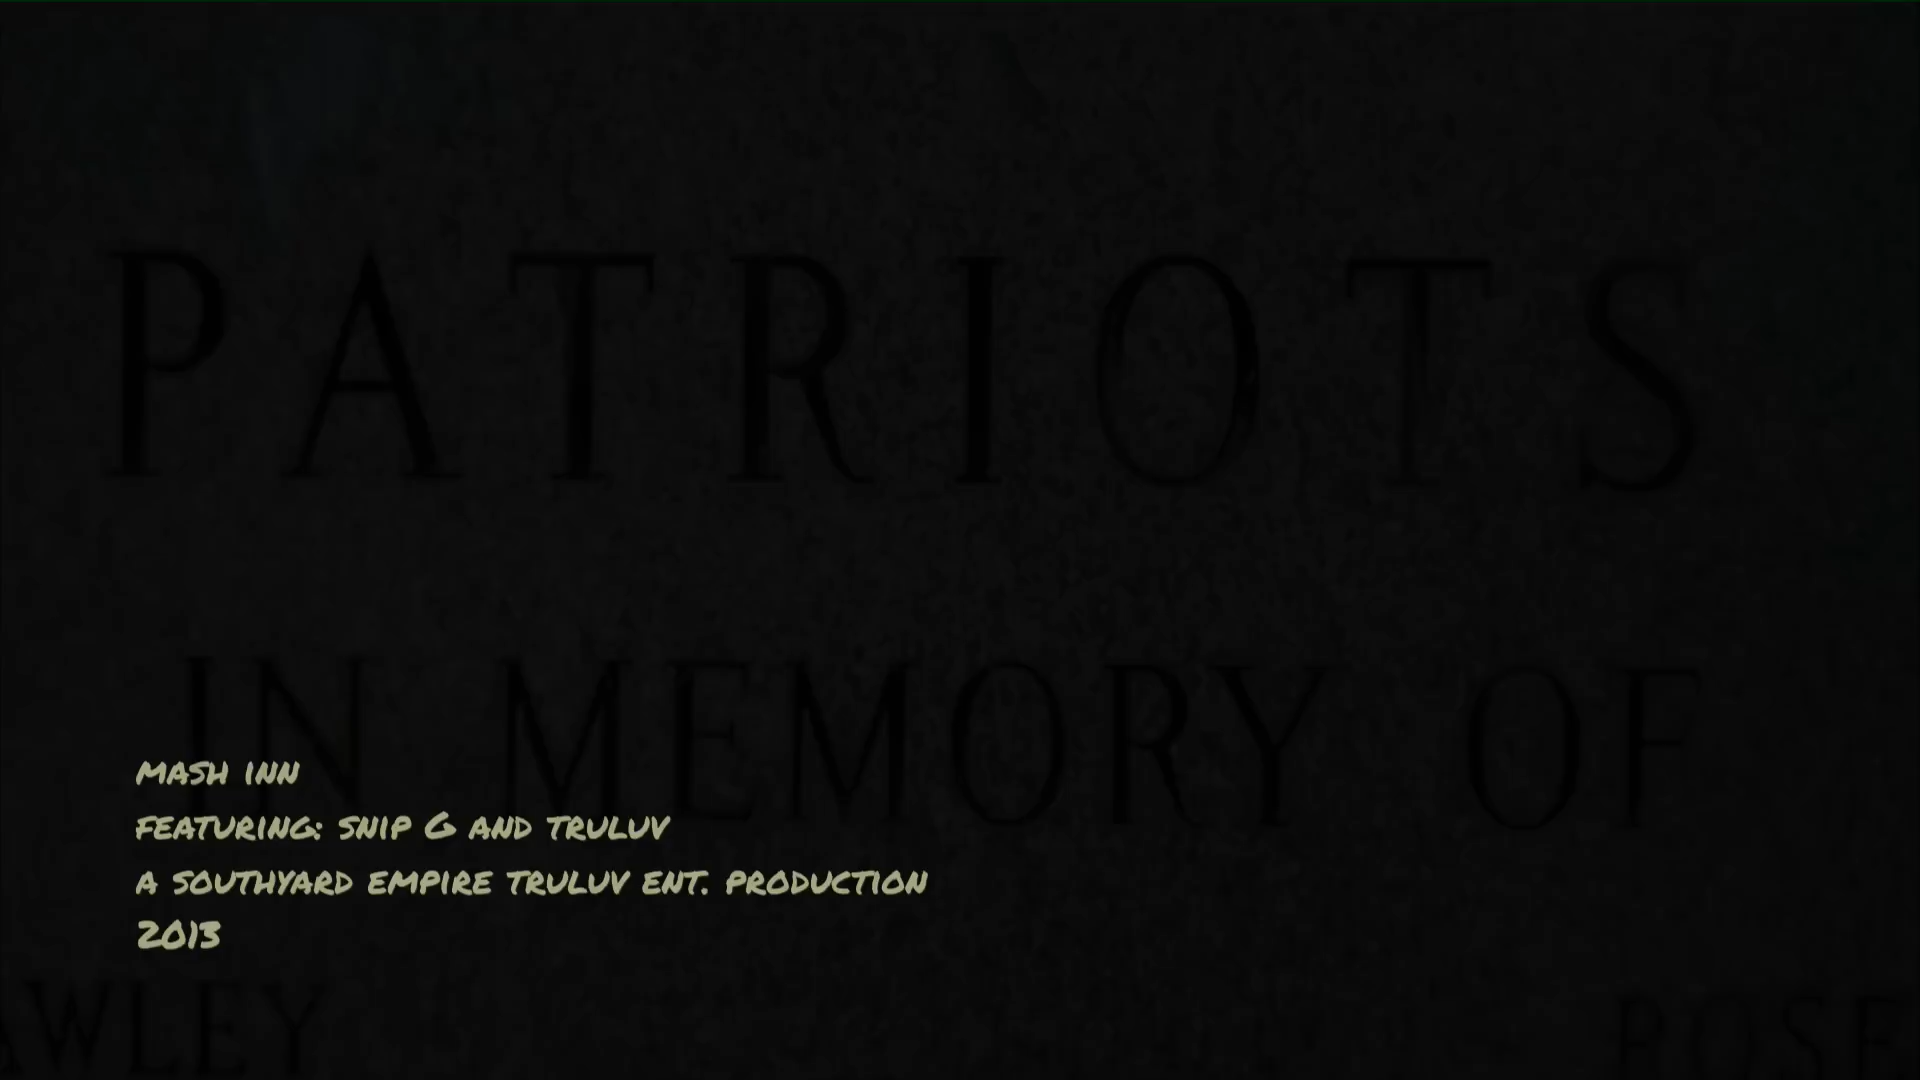 PATRIOTS
IN MEMORY OF
MASH INN
FEATURING: SNIP G AND TRULUV
A SOUTHYARD EMPIRE TRULUV ENT. PRODUCTION
2013